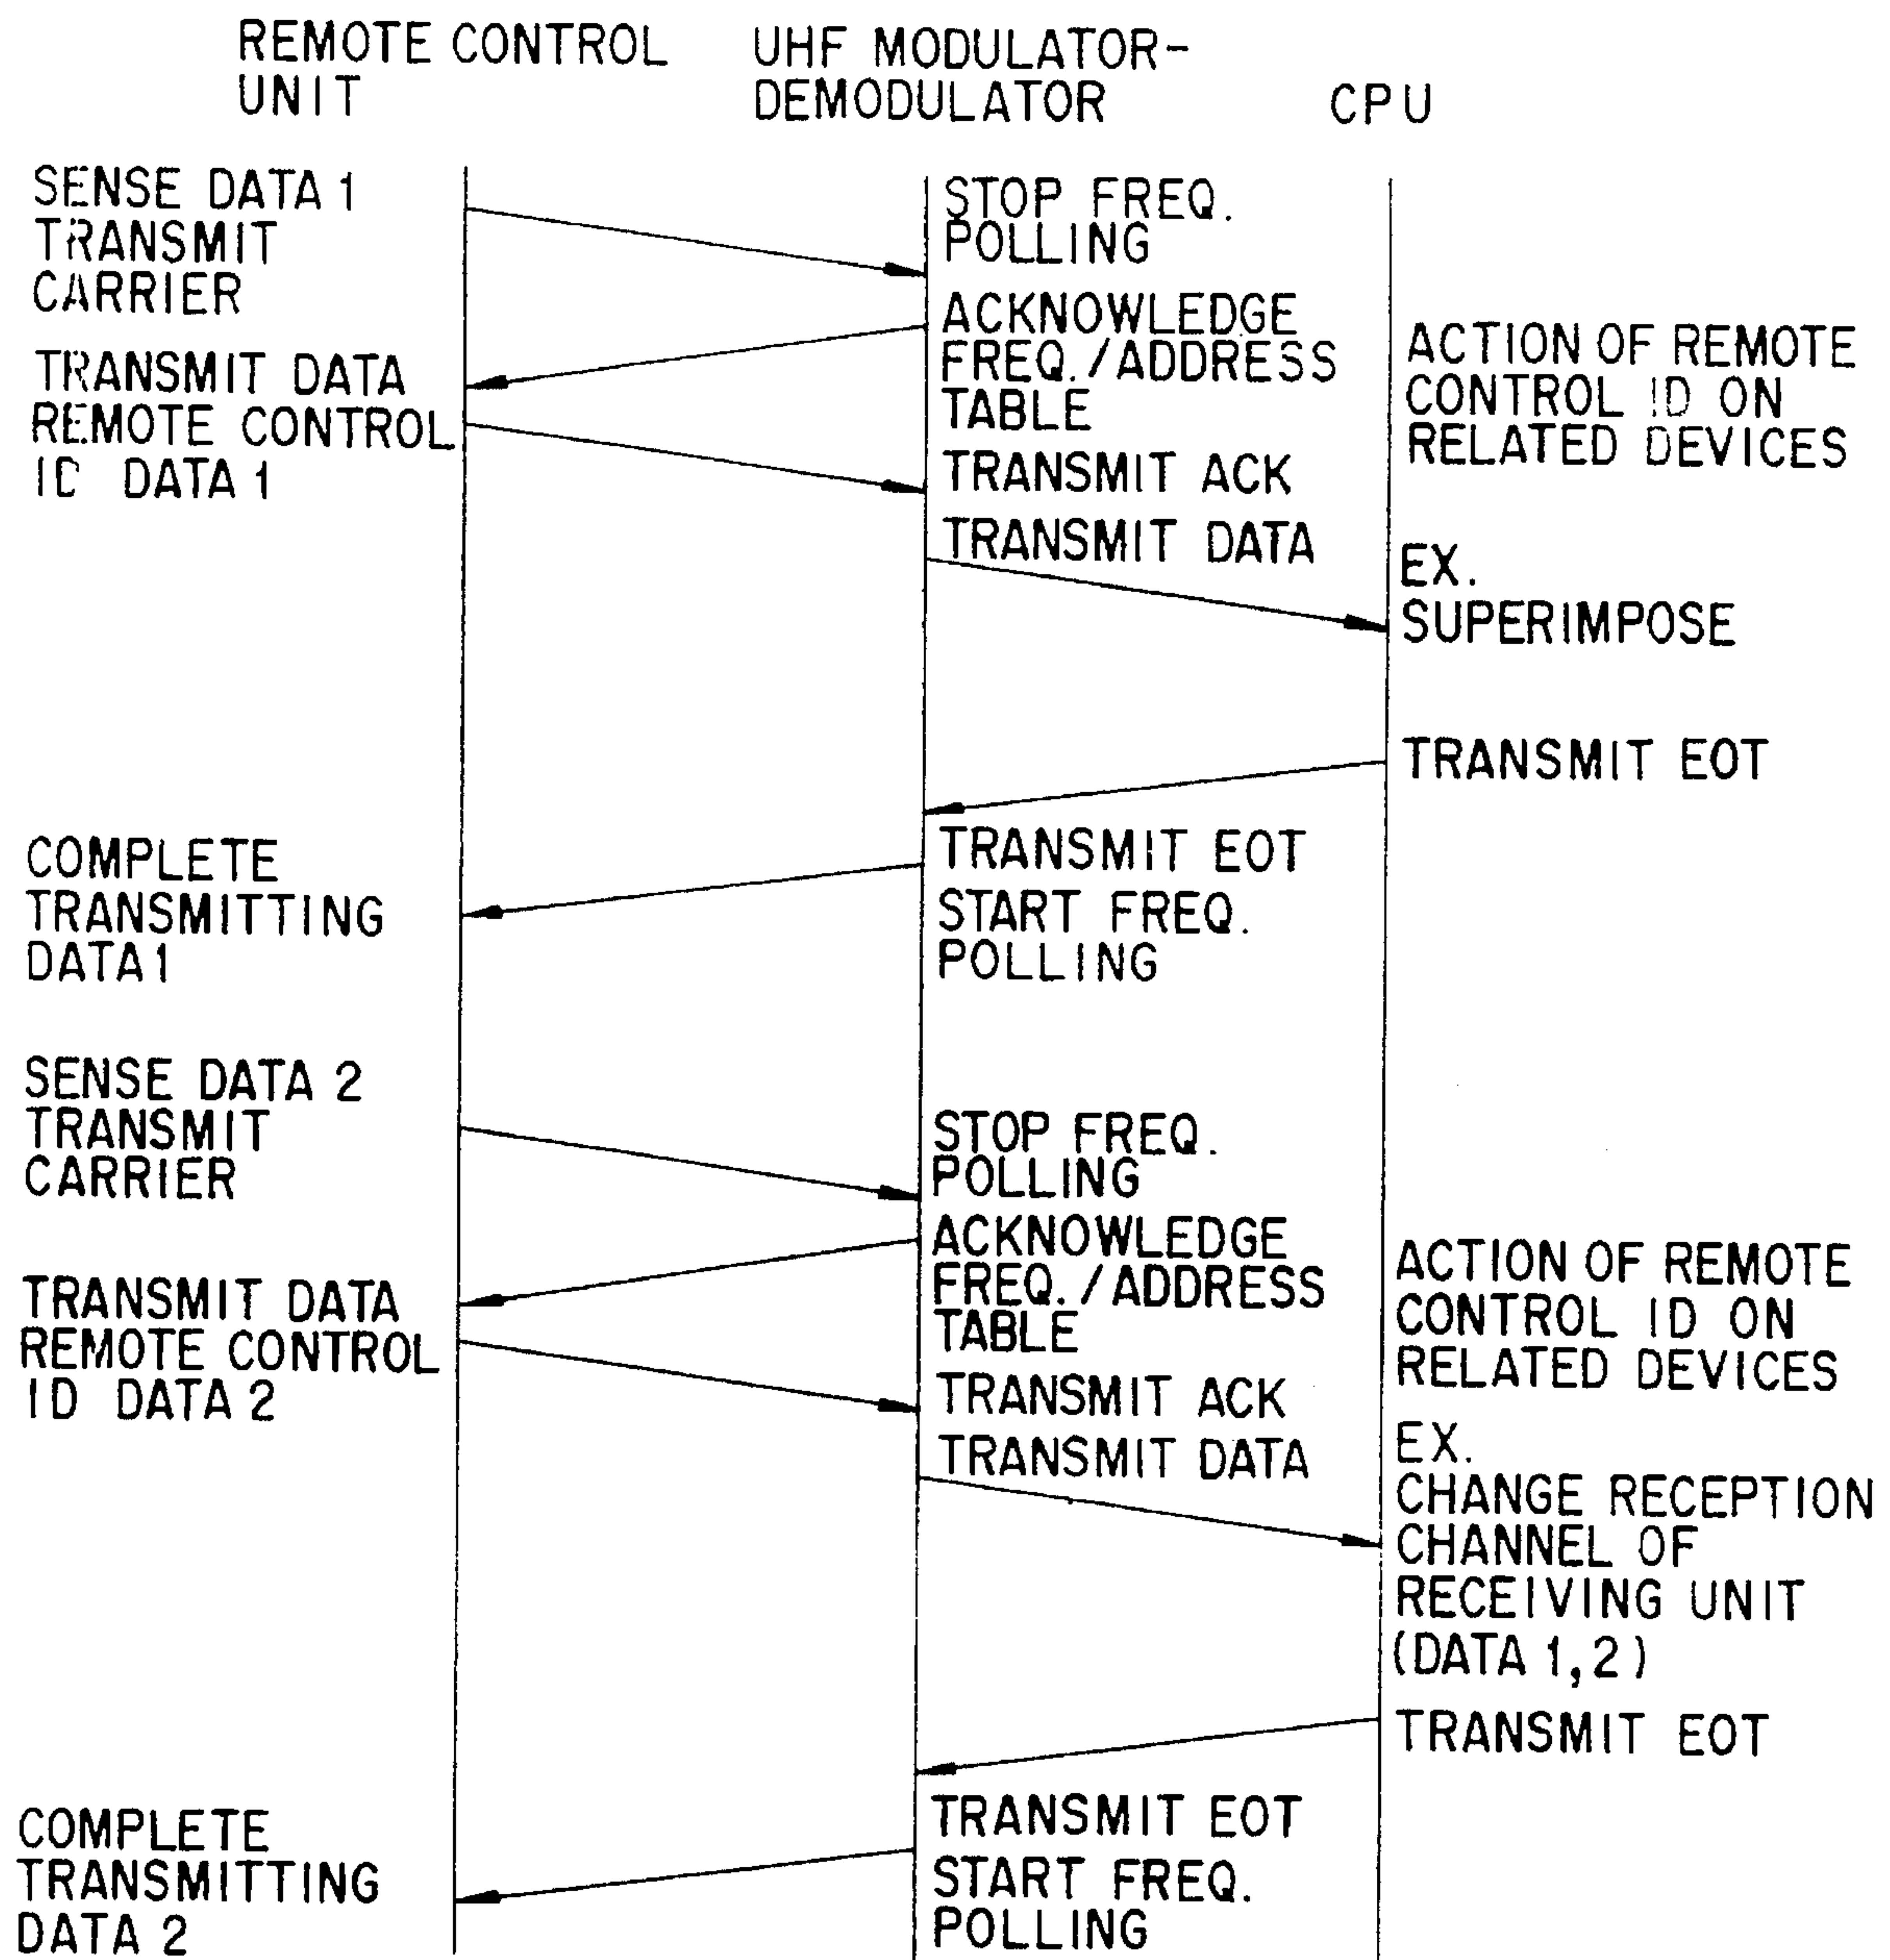 REMOTE CONTROL
UNIT
UHF MODULATOR-
DEMODULATOR
CPU
SENSE DATA 1
TRANSMIT
CARRIER
STOP FREQ.
POLLING
ACKNOWLEDGE
FREQ./ADDRESS
TABLE
ACTION OF REMOTE
CONTROL ID ON
RELATED DEVICES
TRANSMIT DATA
REMOTE CONTROL
ID DATA 1
TRANSMIT ACK
TRANSMIT DATA
EX.
SUPERIMPOSE
TRANSMIT EOT
COMPLETE
TRANSMITTING
DATA 1
TRANSMIT EOT
START FREQ.
POLLING
SENSE DATA 2
TRANSMIT
CARRIER
STOP FREQ.
POLLING
ACKNOWLEDGE
FREQ./ADDRESS
TABLE
ACTION OF REMOTE
CONTROL ID ON
RELATED DEVICES
TRANSMIT DATA
REMOTE CONTROL
ID DATA 2
TRANSMIT ACK
TRANSMIT DATA
EX.
CHANGE RECEPTION
CHANNEL OF
RECEIVING UNIT
(DATA 1,2)
TRANSMIT EOT
COMPLETE
TRANSMITTING
DATA 2
TRANSMIT EOT
START FREQ.
POLLING